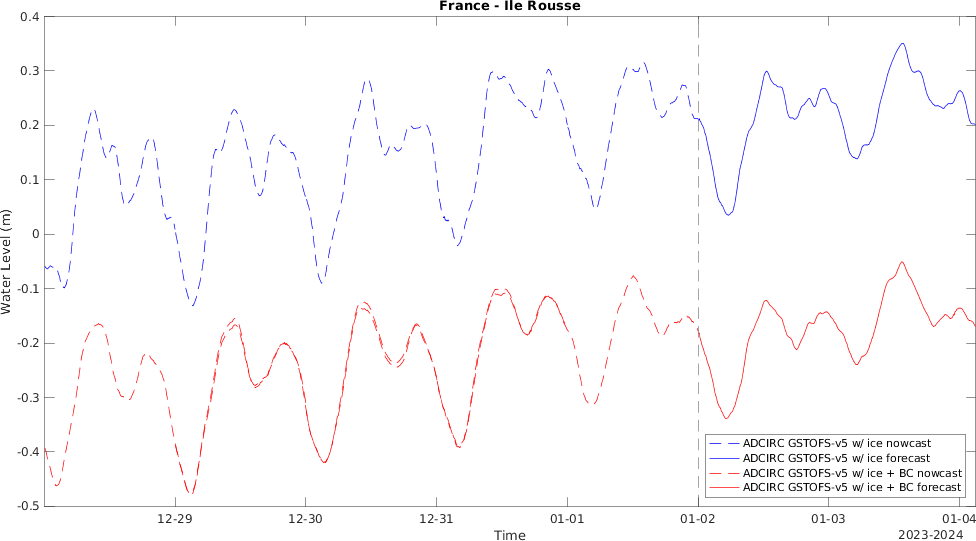 France - Ile Rousse
0.4
0.3
0.2
0.1
0
-0.1
-0.2
-0.3
-0.4
-0.5
Water Level (m)
ADCIRC GSTOFS-v5 w/ ice nowcast
ADCIRC GSTOFS-v5 w/ ice forecast
ADCIRC GSTOFS-v5 w/ ice + BC nowcast
ADCIRC GSTOFS-v5 w/ ice + BC forecast
12-29 12-30 12-31 01-01 01-02 01-03 01-04
Time
2023-2024